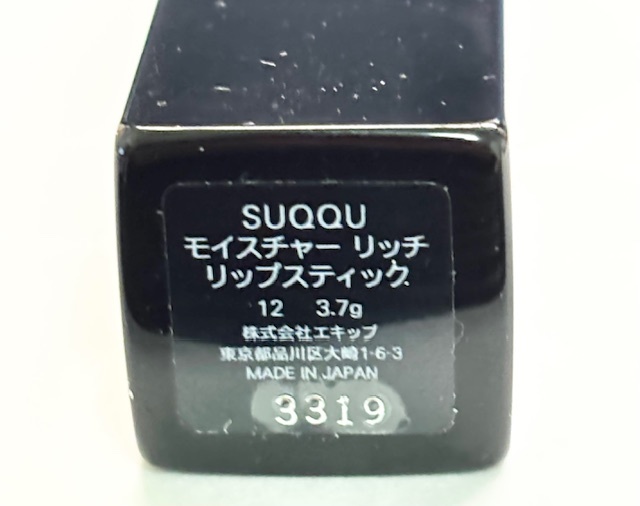 SUQQU
モイスチャー リッチ
リップスティック
12 3.7g
株式会社エキップ
東京都品川区大崎1-6-3
MADE IN JAPAN
3319